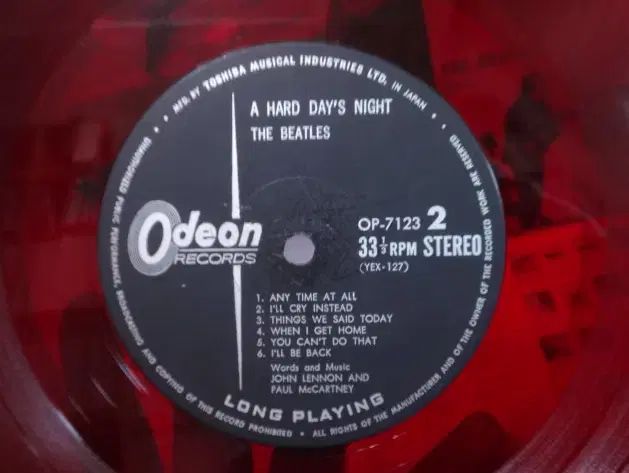 MFD. BY TOSHIBA MUSICAL INDUSTRIES LTD. IN JAPAN
A HARD DAY'S NIGHT
THE BEATLES
Odeon
RECORDS
OP-7123 2
33⅓ RPM STEREO
(YEX-127)
1. ANY TIME AT ALL
2. I'LL CRY INSTEAD
3. THINGS WE SAID TODAY
4. WHEN I GET HOME
5. YOU CAN'T DO THAT
6. I'LL BE BACK
Words and Music
JOHN LENNON AND
PAUL McCARTNEY
LONG PLAYING
UNAUTHORISED PUBLIC PERFORMANCE, BROADCASTING AND COPYING OF THIS RECORD PROHIBITED • ALL RIGHTS OF THE MANUFACTURER AND OF THE OWNER OF THE RECORDED WORK ARE RESERVED.